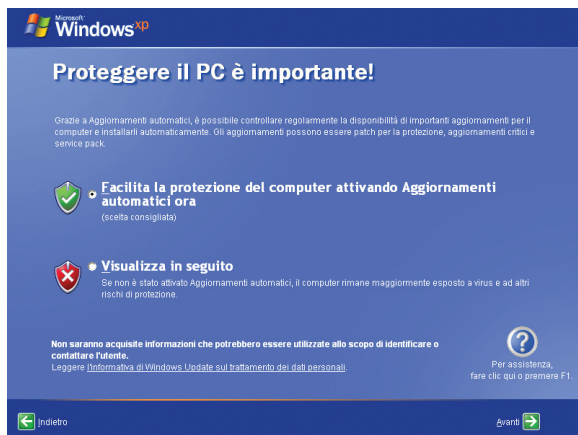 Microsoft
Windows xp
Proteggere il PC è importante!
Grazie a Aggiornamenti automatici, è possibile controllare regolarmente la disponibilità di importanti aggiornamenti per il
computer e installarli automaticamente. Gli aggiornamenti possono essere patch per la protezione, aggiornamenti critici e
service pack.
Facilita la protezione del computer attivando Aggiornamenti
automatici ora
(scelta consigliata)
Visualizza in seguito
Se non è stato attivato Aggiornamenti automatici, il computer rimane maggiormente esposto a virus e ad altri
rischi di protezione.
Non saranno acquisite informazioni che potrebbero essere utilizzate allo scopo di identificare o
contattare l'utente.
Leggere l'informativa di Windows Update sul trattamento dei dati personali.
Per assistenza,
fare clic qui o premere F1.
Indietro
Avanti